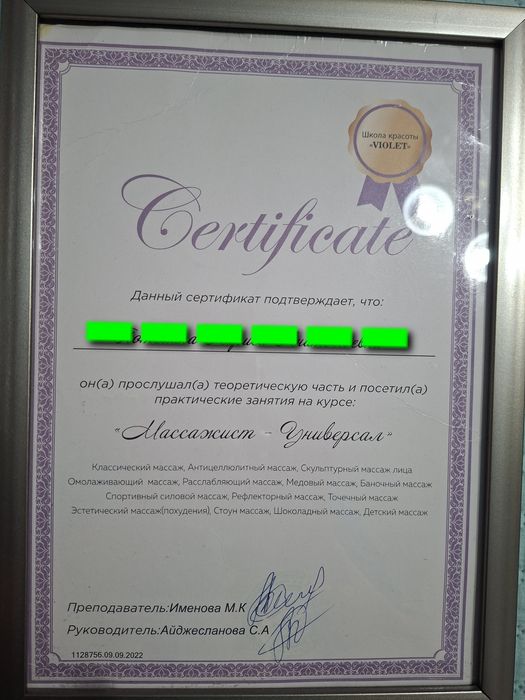 Школа красоты
«VIOLET»
Certificate
Данный сертификат подтверждает, что:
он(а) прослушал(а) теоретическую часть и посетил(а)
практические занятия на курсе:
"Массажист - Универсал"
Классический массаж, Антицеллюлитный массаж, Скульптурный массаж лица
Омолаживающий массаж, Расслабляющий массаж, Медовый массаж, Баночный массаж
Спортивный силовой массаж, Рефлекторный массаж, Точечный массаж
Эстетический массаж(похудения), Стоун массаж, Шоколадный массаж, Детский массаж
Преподаватель:Именова М.К
Руководитель:Айджесланова С.А
1128756.09.09.2022